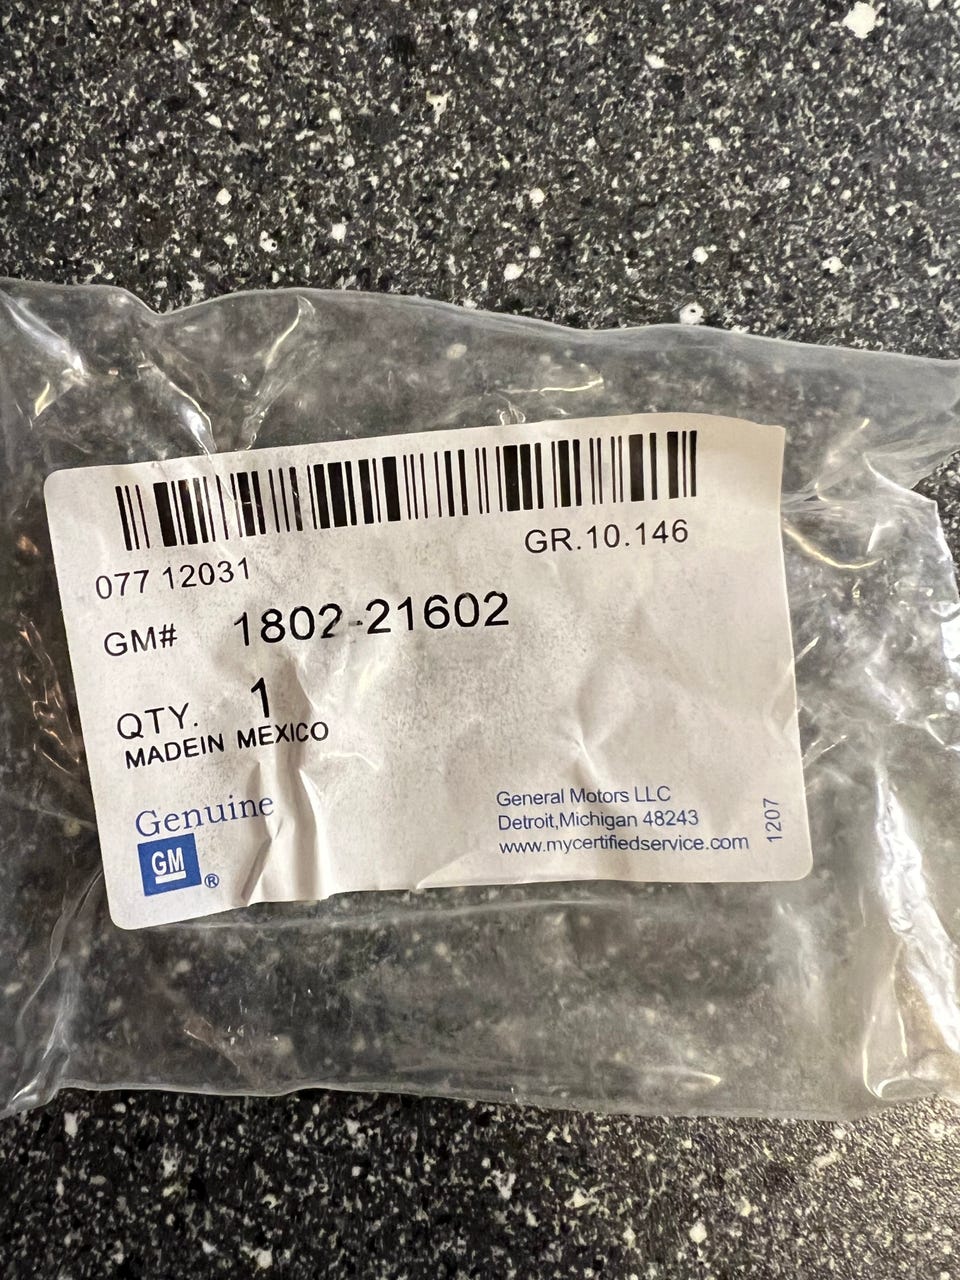 077 12031
GR.10.146
GM# 1802-21602
QTY. 1
MADEIN MEXICO
Genuine
GM
®
General Motors LLC
Detroit,Michigan 48243
www.mycertifiedservice.com
1207